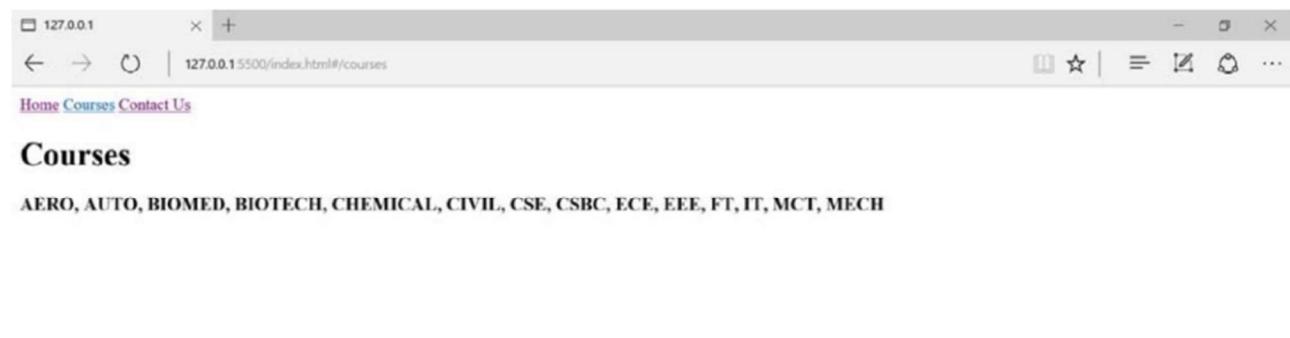 127.0.0.1
127.0.0.1:5500/index.html#/courses
Home Courses Contact Us
Courses
AERO, AUTO, BIOMED, BIOTECH, CHEMICAL, CIVIL, CSE, CSBC, ECE, EEE, FT, IT, MCT, MECH